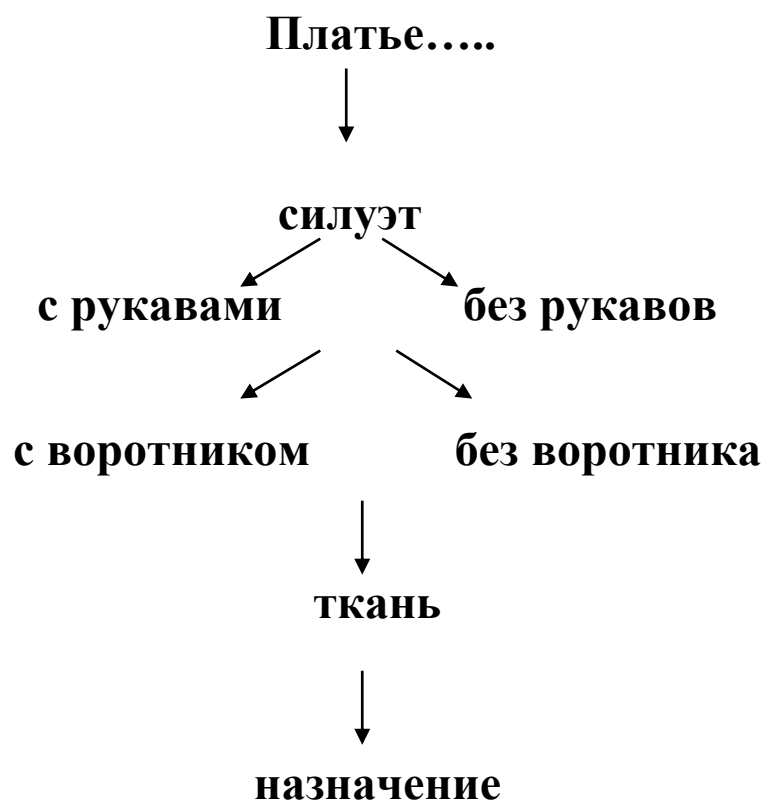 Платье…..
силуэт
с рукавами без рукавов
с воротником без воротника
ткань
назначение